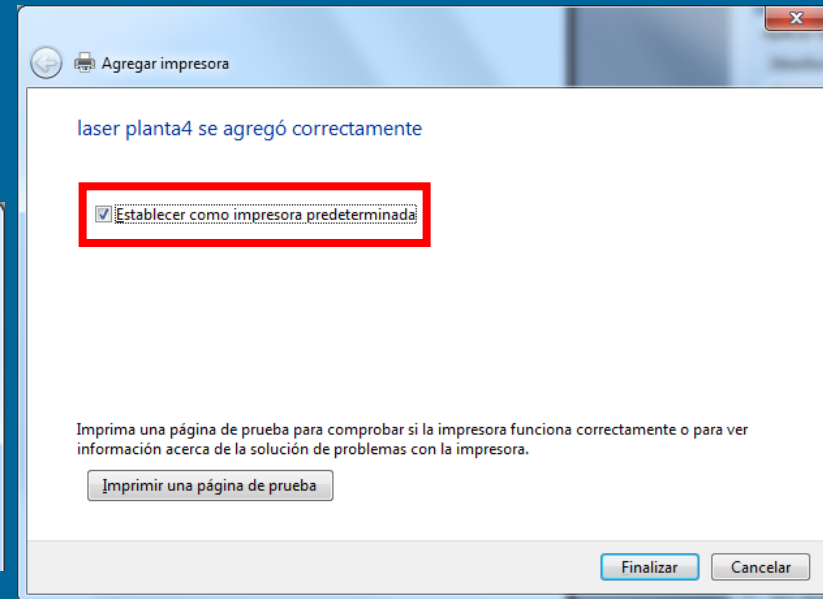 Agregar impresora
laser planta4 se agregó correctamente
Establecer como impresora predeterminada
Imprima una página de prueba para comprobar si la impresora funciona correctamente o para ver
información acerca de la solución de problemas con la impresora.
Imprimir una página de prueba
Finalizar
Cancelar